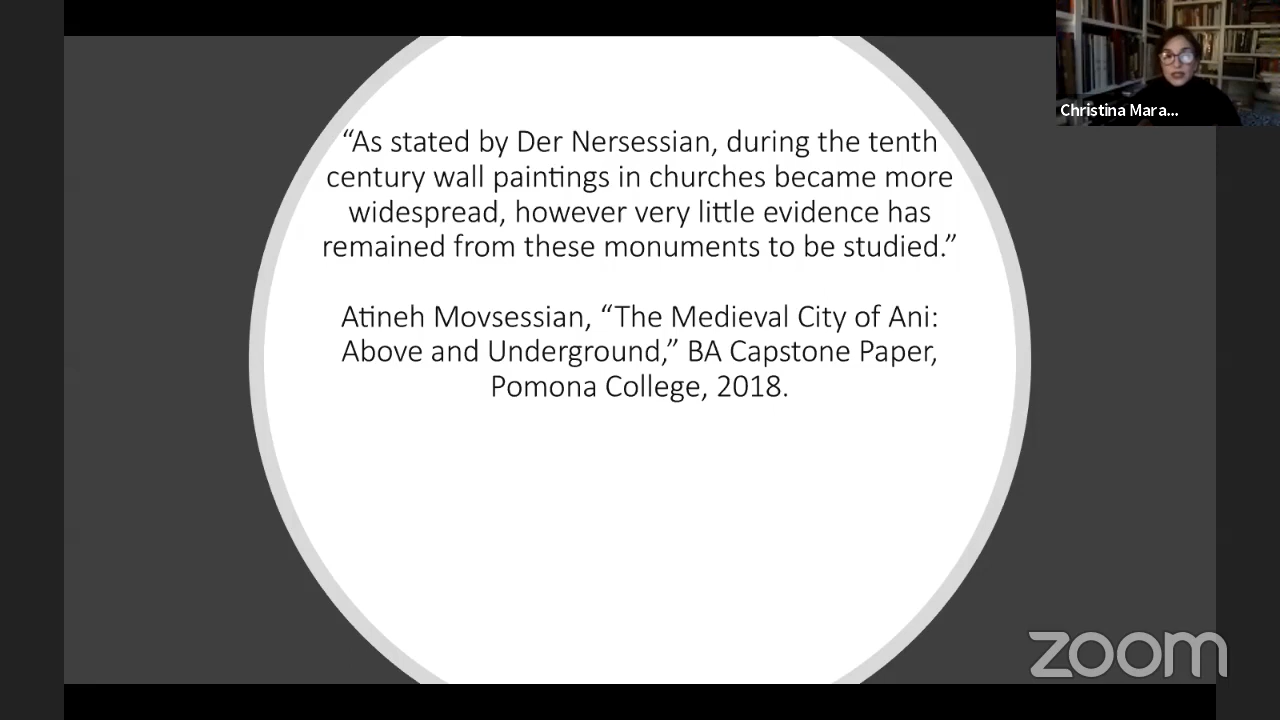 “As stated by Der Nersessian, during the tenth
century wall paintings in churches became more
widespread, however very little evidence has
remained from these monuments to be studied.”
Atineh Movsessian, “The Medieval City of Ani:
Above and Underground,” BA Capstone Paper,
Pomona College, 2018.
Christina Mara...
zoom